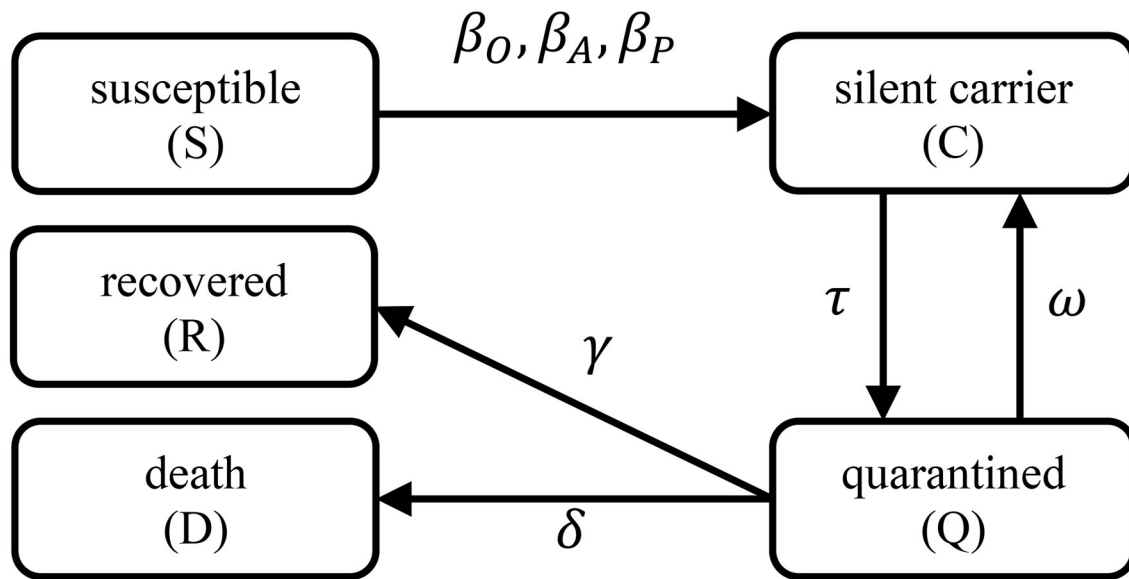 β_O, β_A, β_P
susceptible
(S)
silent carrier
(C)
recovered
(R)
τ
ω
γ
death
(D)
δ
quarantined
(Q)